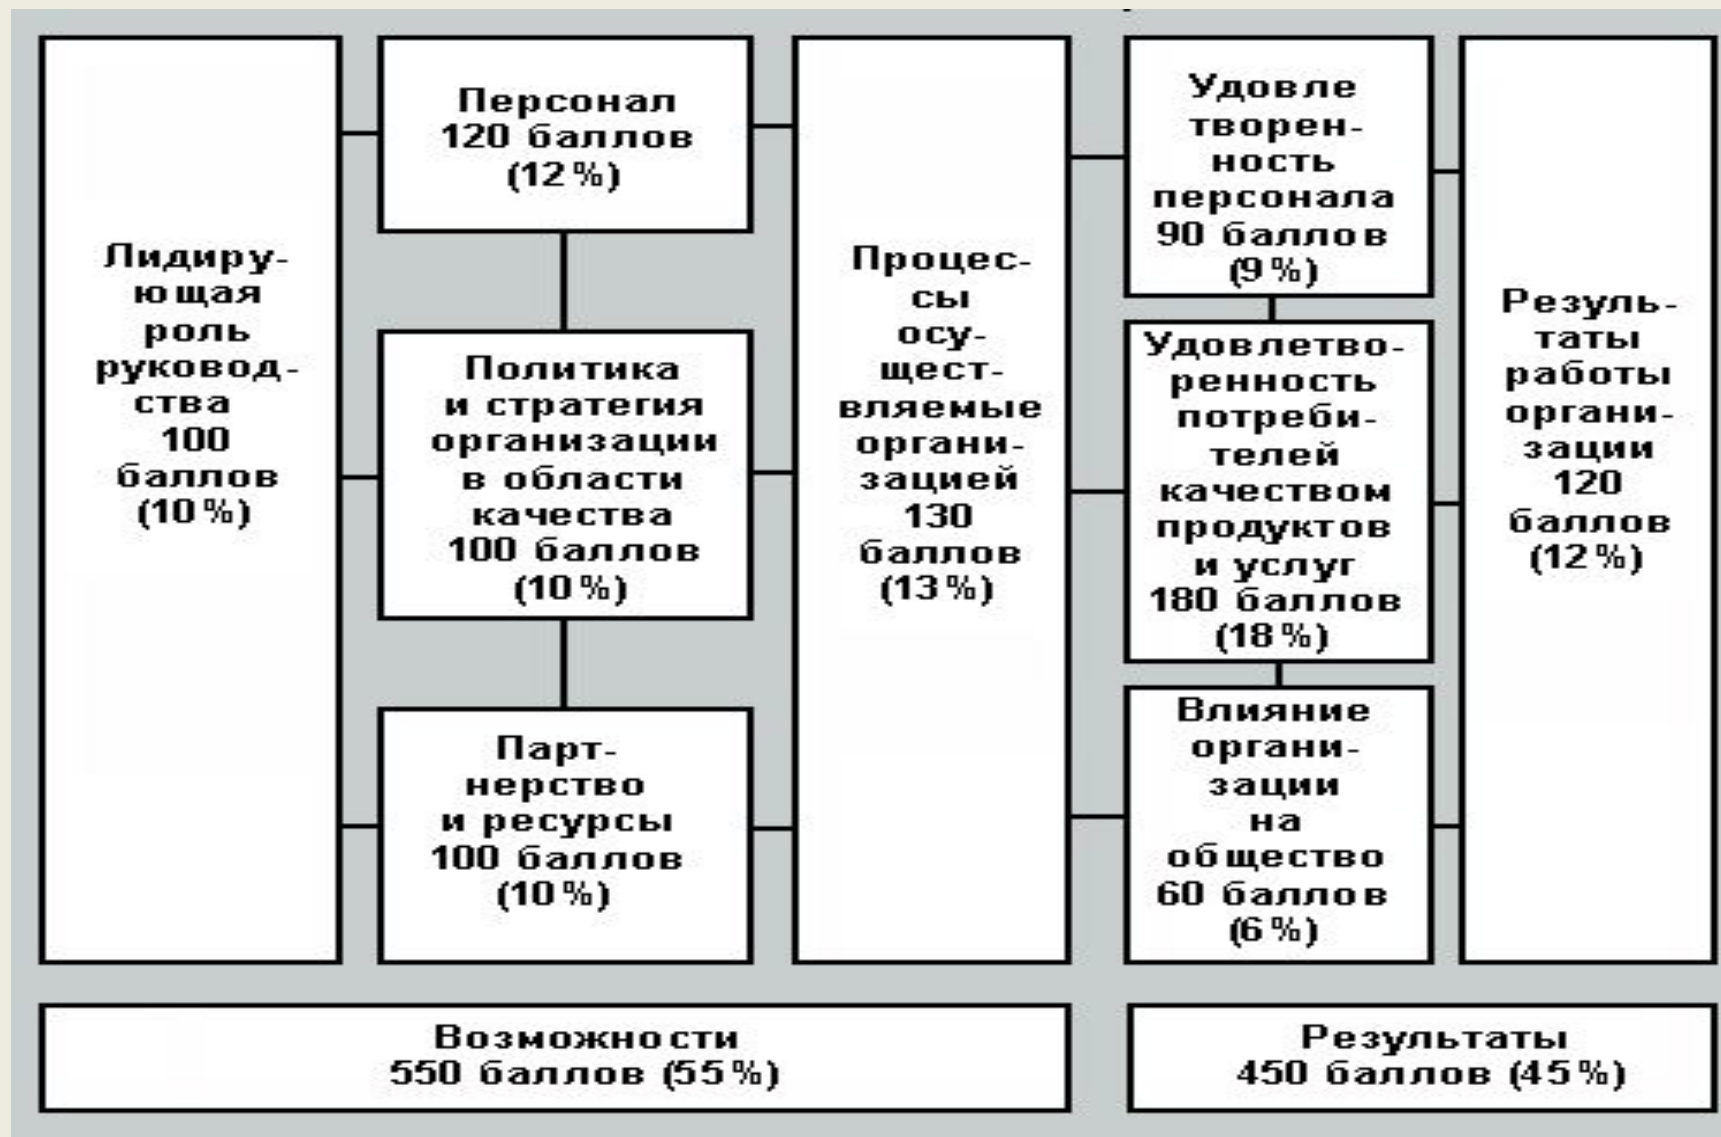 Лидиру-
ющая
роль
руковод-
ства
100
баллов
(10%)
Персонал
120 баллов
(12%)
Политика
и стратегия
организации
в области
качества
100 баллов
(10%)
Парт-
нерство
и ресурсы
100 баллов
(10%)
Процес-
сы
осу-
щест-
вляемые
органи-
зацией
130
баллов
(13%)
Удовле
творен-
ность
персонала
90 баллов
(9%)
Удовлетво-
ренность
потреби-
телей
качеством
продуктов
и услуг
180 баллов
(18%)
Влияние
органи-
зации
на
общество
60 баллов
(6%)
Резуль-
таты
работы
органи-
зации
120
баллов
(12%)
Возможности
550 баллов (55%)
Результаты
450 баллов (45%)